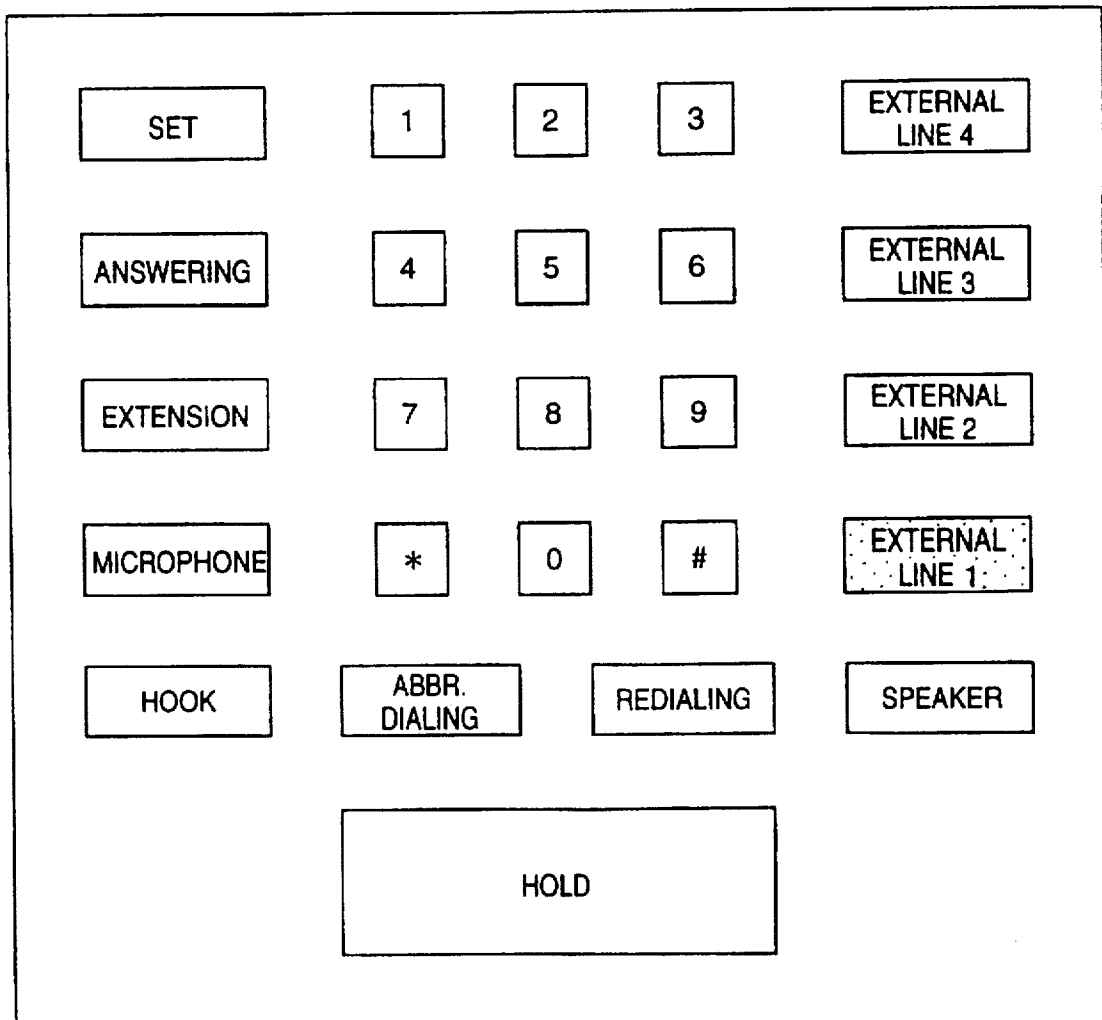 SET
1
2
3
EXTERNAL
LINE 4
ANSWERING
4
5
6
EXTERNAL
LINE 3
EXTENSION
7
8
9
EXTERNAL
LINE 2
MICROPHONE
*
0
#
EXTERNAL
LINE 1
HOOK
ABBR.
DIALING
REDIALING
SPEAKER
HOLD